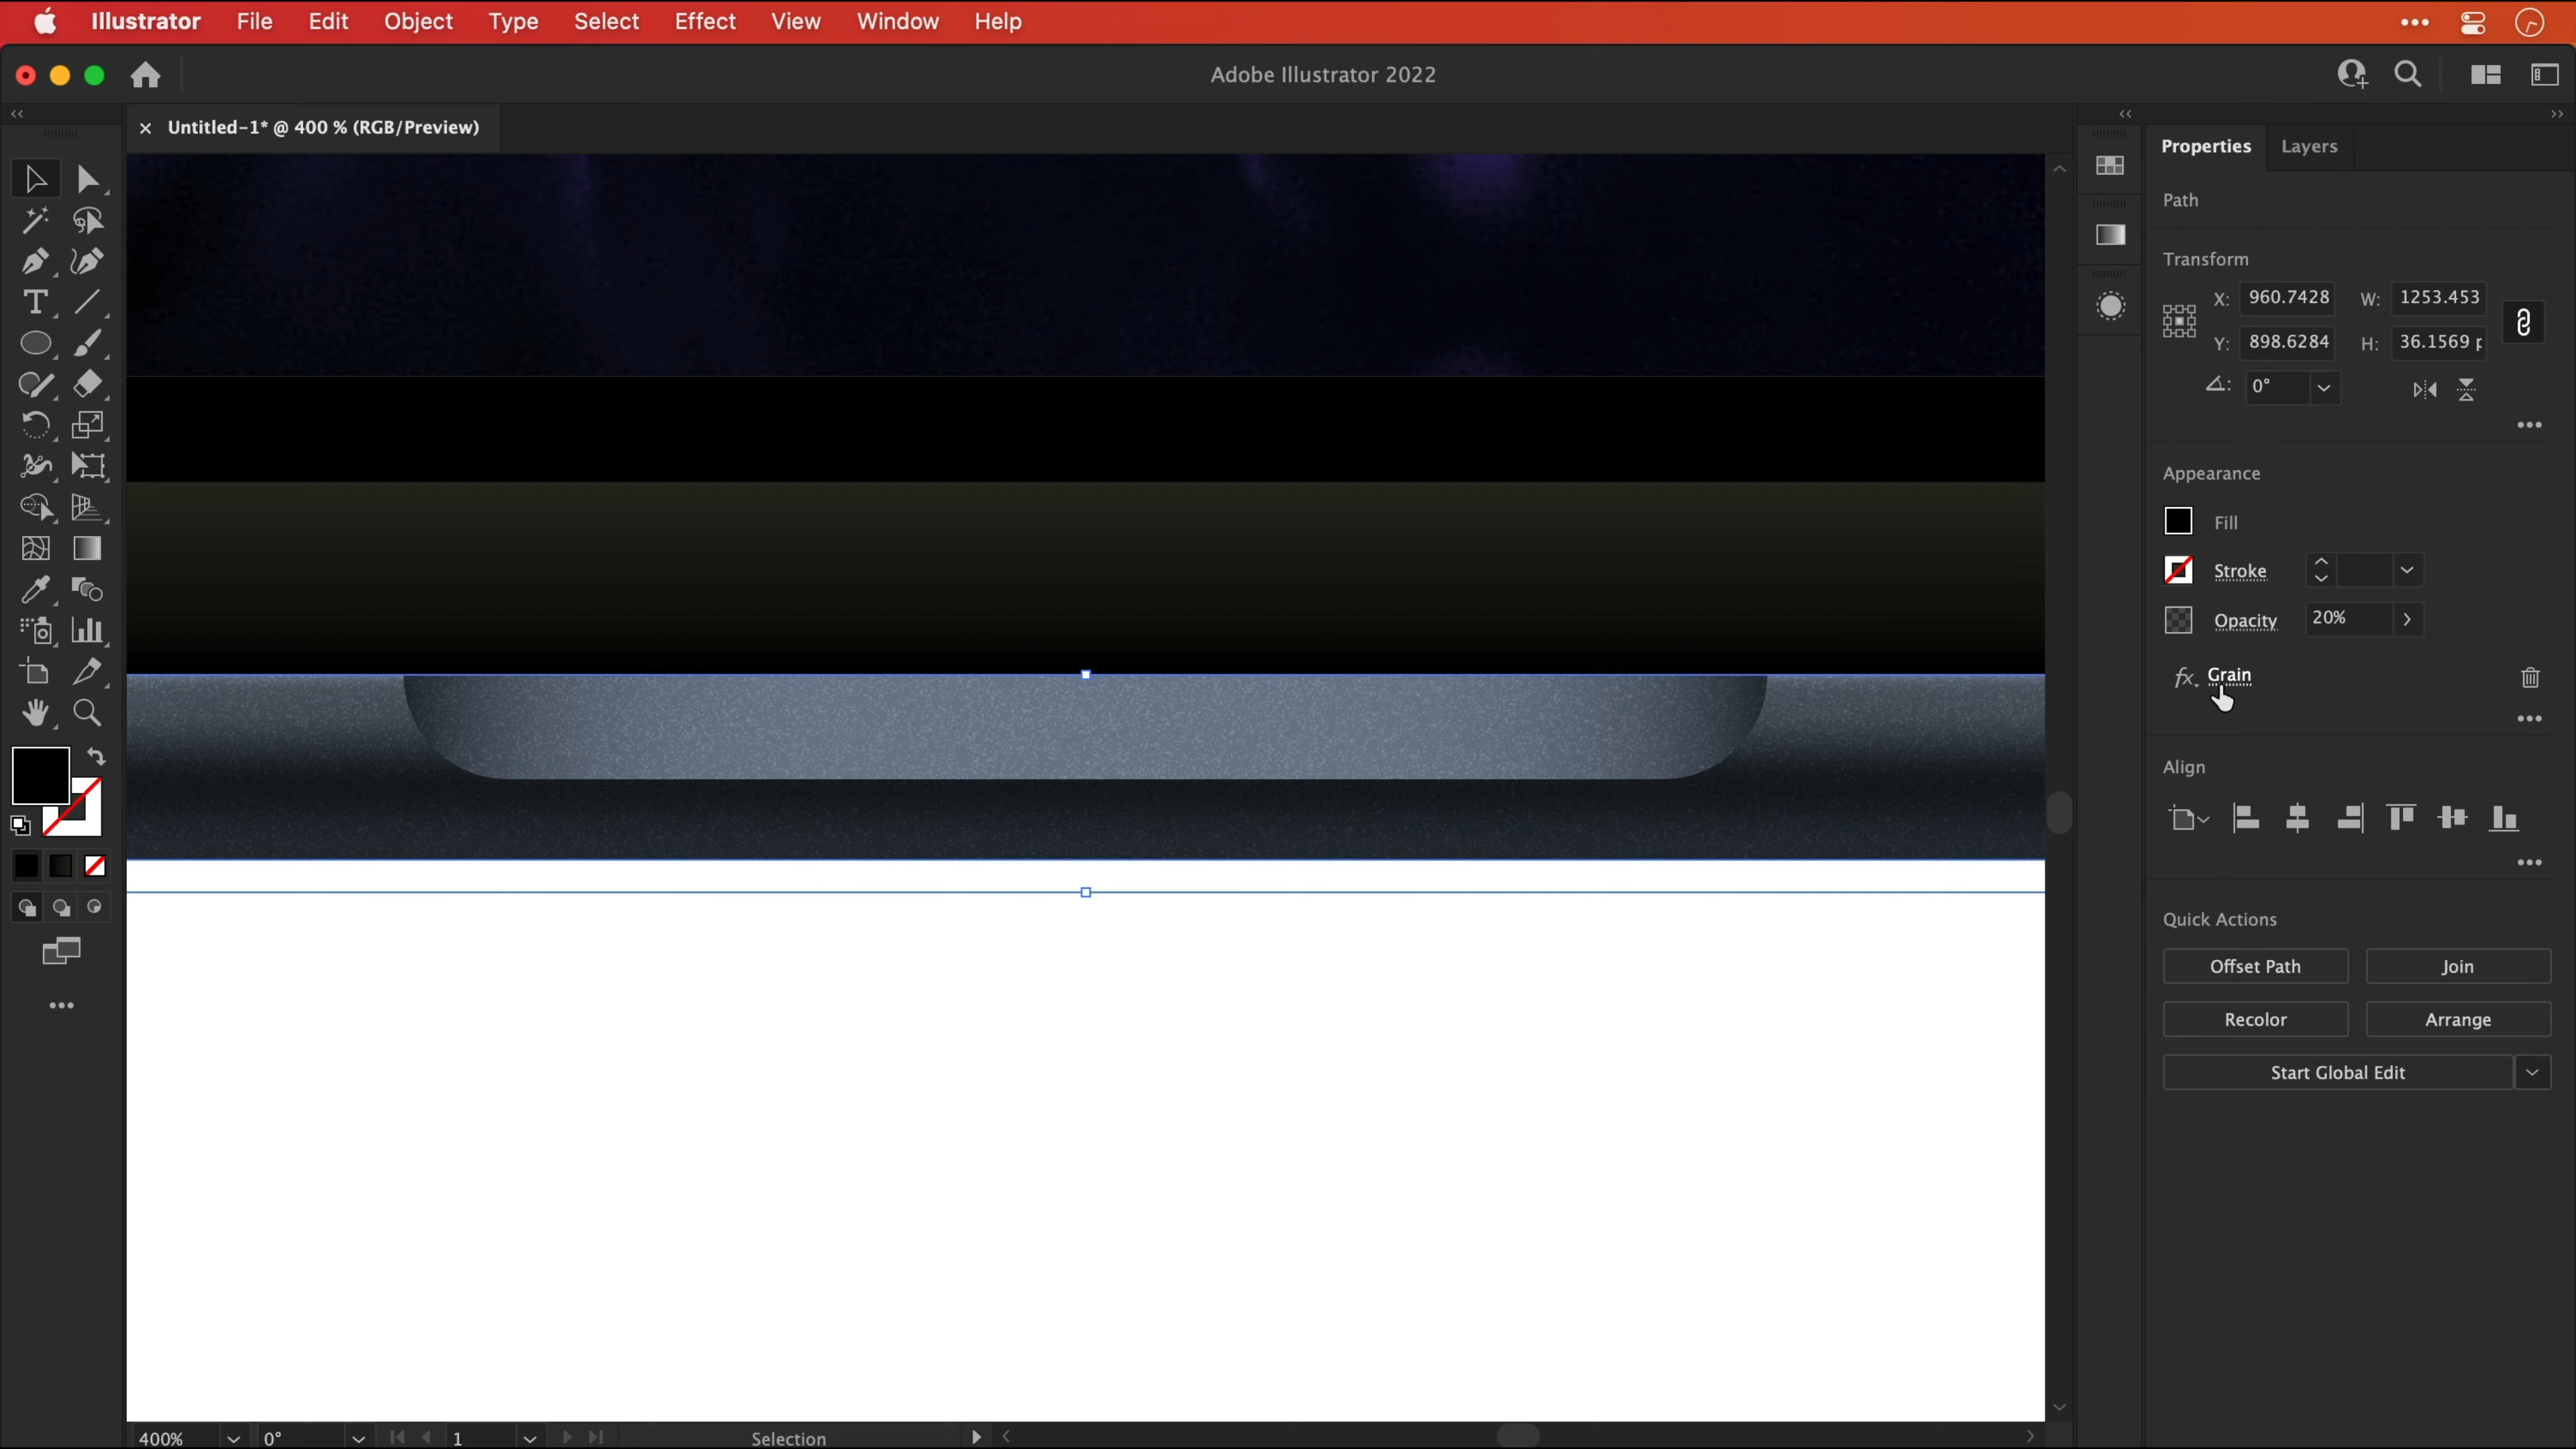 Illustrator File Edit Object Type Select Effect View Window Help
Adobe Illustrator 2022
Untitled-1* @ 400 % (RGB/Preview)
Properties Layers
Path
Transform
X: 960.7428 W: 1253.453
Y: 898.6284 H: 36.1569 p
0°
Appearance
Fill
Stroke
Opacity 20%
fx Grain
Align
Quick Actions
Offset Path Join
Recolor Arrange
Start Global Edit
400% 0° 1 Selection